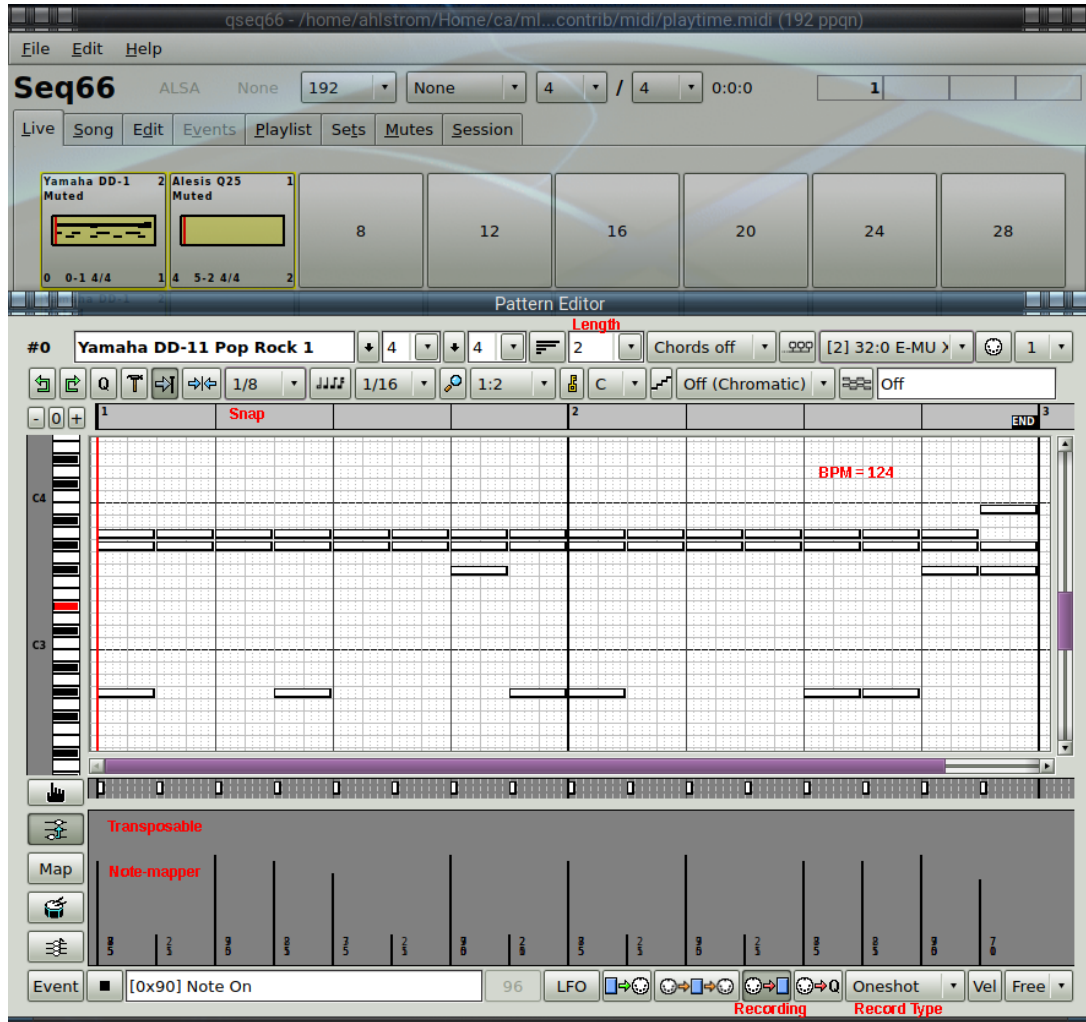 qseq66 - /home/ahlstrom/Home/ca/ml...contrib/midi/playtime.midi (192 ppqn)
File Edit Help
Seq66 ALSA None 192 None 4 / 4 0:0:0 1
Live Song Edit Events Playlist Sets Mutes Session
Yamaha DD-1 2 Alesis Q25 1
Muted Muted
8 12 16 20 24 28
0 0-1 4/4 1 4 5-2 4/4 2
Pattern Editor
Length
#0 Yamaha DD-11 Pop Rock 1 4 4 2 Chords off [2] 32:0 E-MU X 1
Q 1/8 1/16 1:2 C Off (Chromatic) Off
- 0 + 1 Snap 2 END 3
BPM = 124
C4
C3
Transposable
Map Note-mapper
Event [0x90] Note On 96 LFO Q Oneshot Vel Free
Recording Record Type